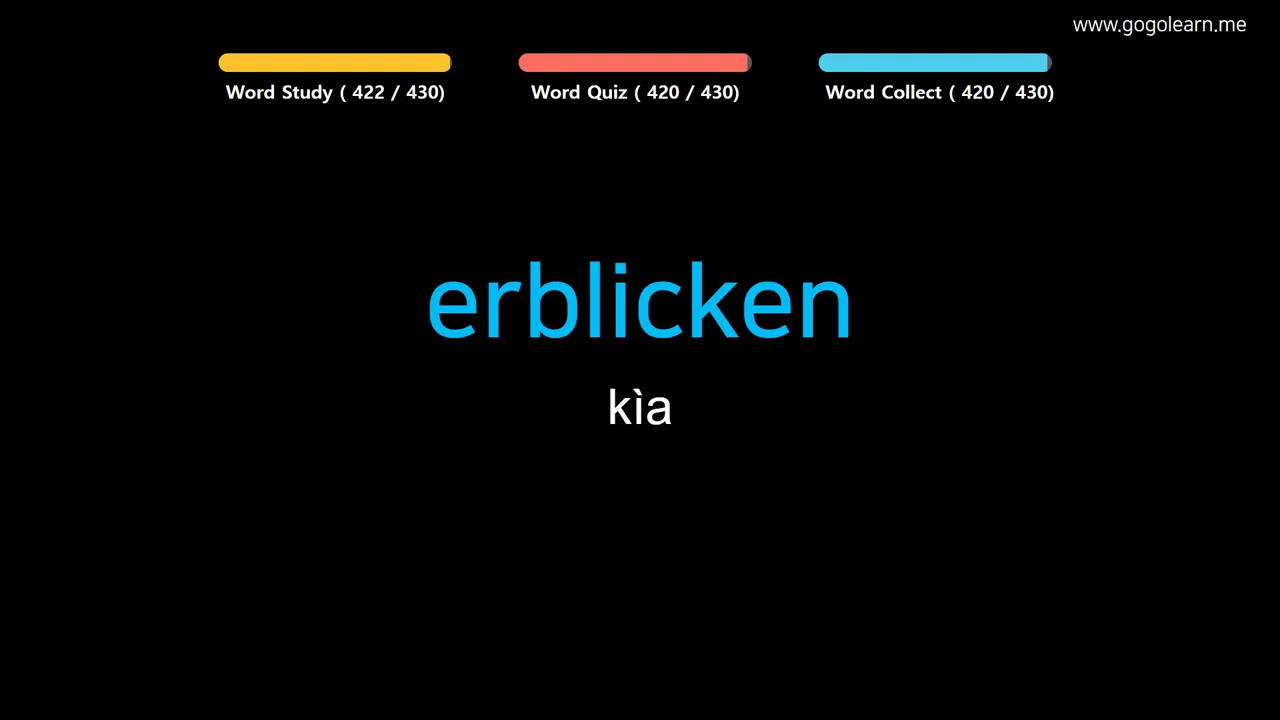 www.gogolearn.me
Word Study ( 422 / 430)
Word Quiz ( 420 / 430)
Word Collect ( 420 / 430)
erblicken
kìa